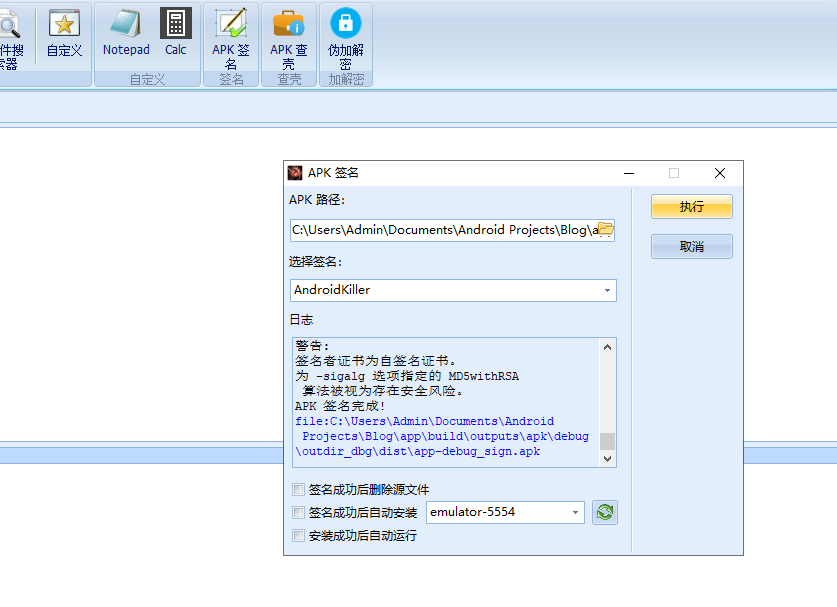 件搜
索器
自定义
Notepad
Calc
自定义
APK 签
名
签名
APK 查
壳
查壳
伪加解
密
加解密
APK 签名
APK 路径:
C:\Users\Admin\Documents\Android Projects\Blog\a
执行
取消
选择签名:
AndroidKiller
日志
警告:
签名者证书为自签名证书。
为 -sigalg 选项指定的 MD5withRSA
算法被视为存在安全风险。
APK 签名完成!
file:C:\Users\Admin\Documents\Android
Projects\Blog\app\build\outputs\apk\debug
\outdir_dbg\dist\app-debug_sign.apk
签名成功后删除源文件
签名成功后自动安装
emulator-5554
安装成功后自动运行